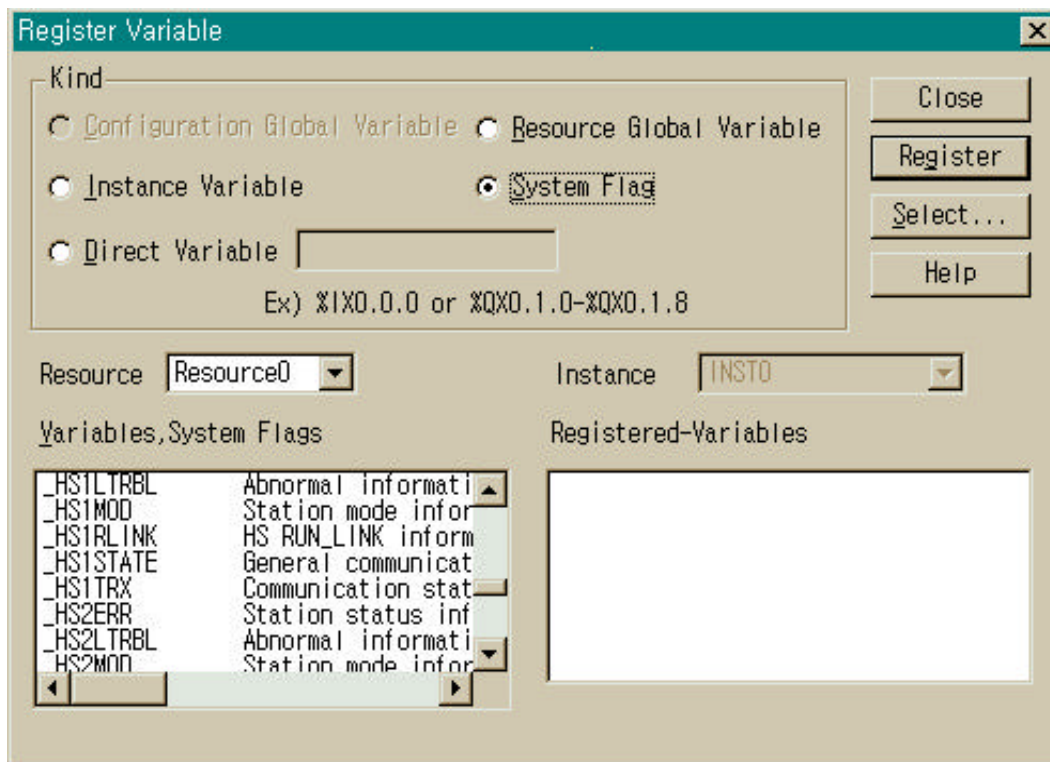 Register Variable
Kind
Configuration Global Variable
Resource Global Variable
Instance Variable
System Flag
Direct Variable
Ex) %IX0.0.0 or %QX0.1.0-%QX0.1.8
Close
Register
Select...
Help
Resource
Resource0
Instance
INST0
Variables,System Flags
_HS1LTRBL Abnormal informati
_HS1MOD Station mode infor
_HS1RLINK HS RUN_LINK inform
_HS1STATE General communicat
_HS1TRX Communication stat
_HS2ERR Station status inf
_HS2LTRBL Abnormal informati
_HS2MOD Station mode infor
Registered-Variables